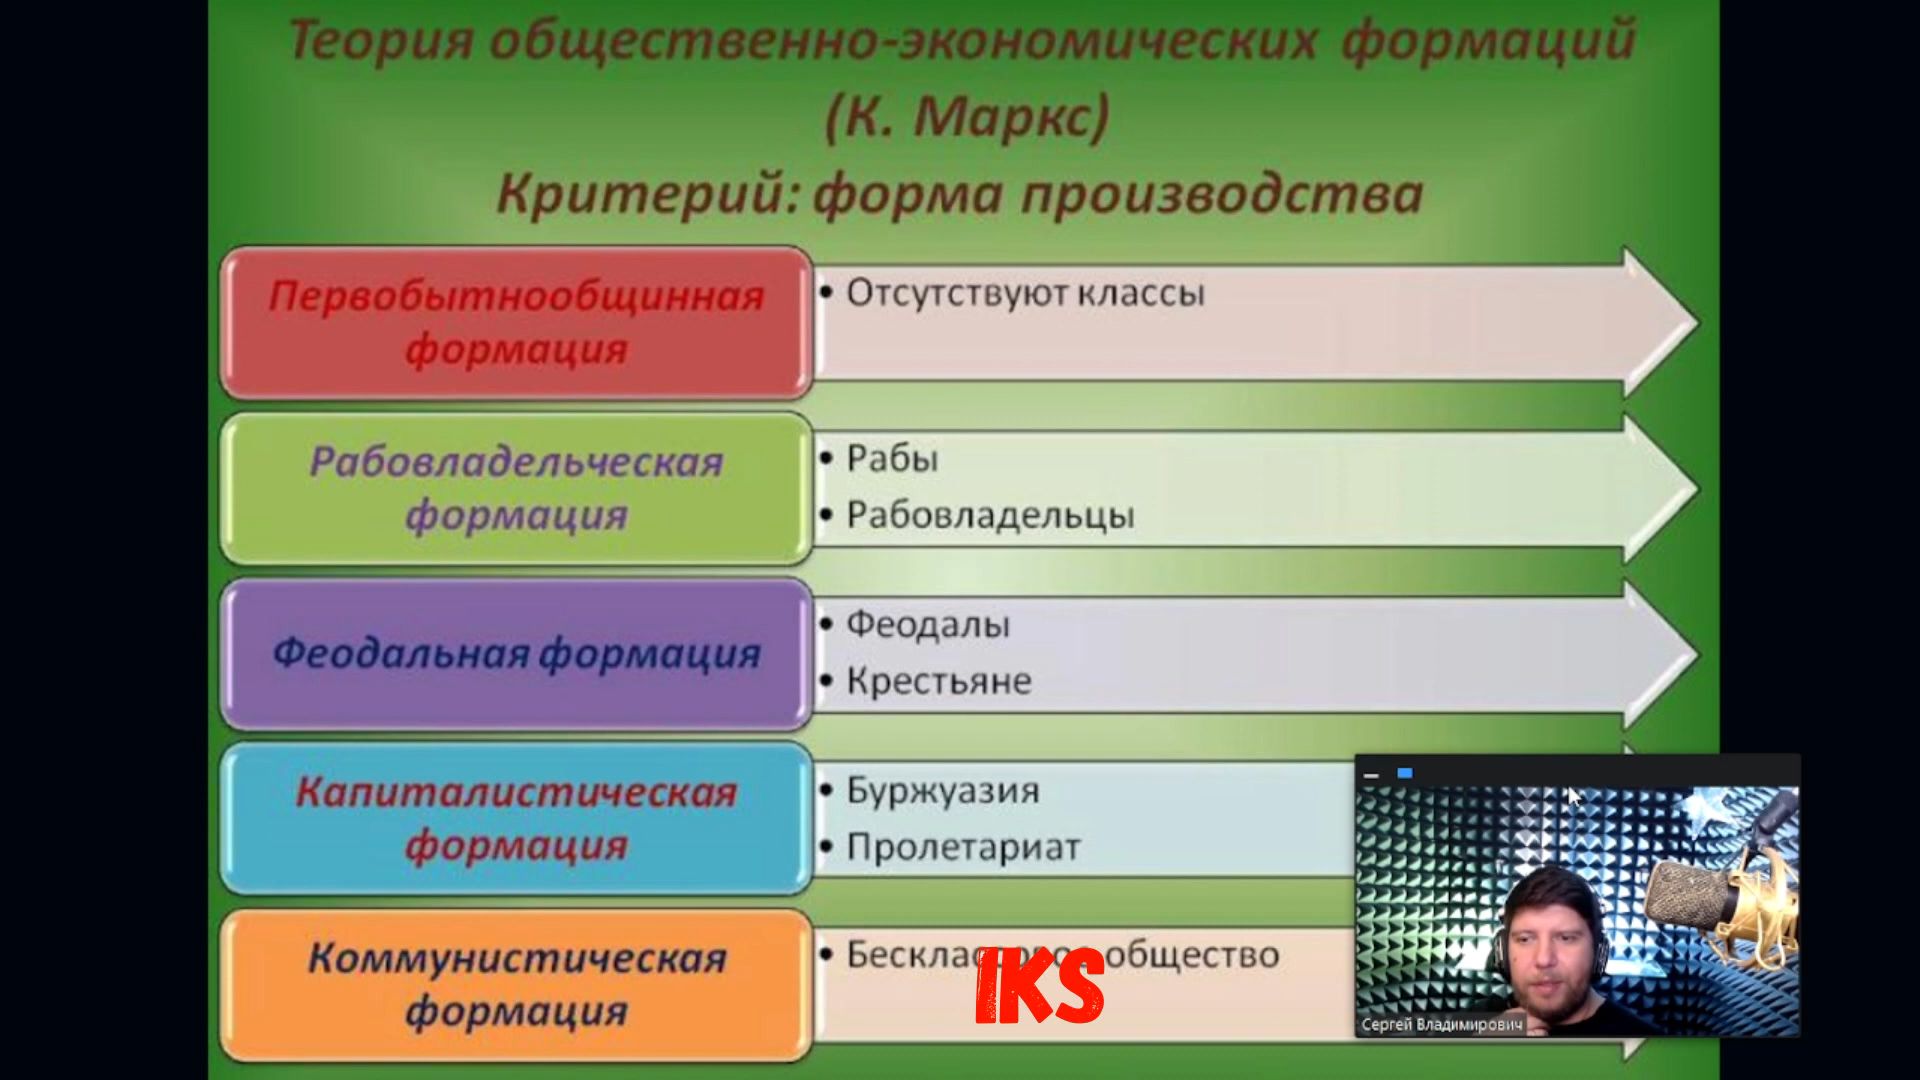 Теория общественно-экономических формаций
(К. Маркс)
Критерий: форма производства
Первобытнообщинная
формация
• Отсутствуют классы
Рабовладельческая
формация
• Рабы
• Рабовладельцы
Феодальная формация
• Феодалы
• Крестьяне
Капиталистическая
формация
• Буржуазия
• Пролетариат
Коммунистическая
формация
• общество
IKS
Сергей Владимирович